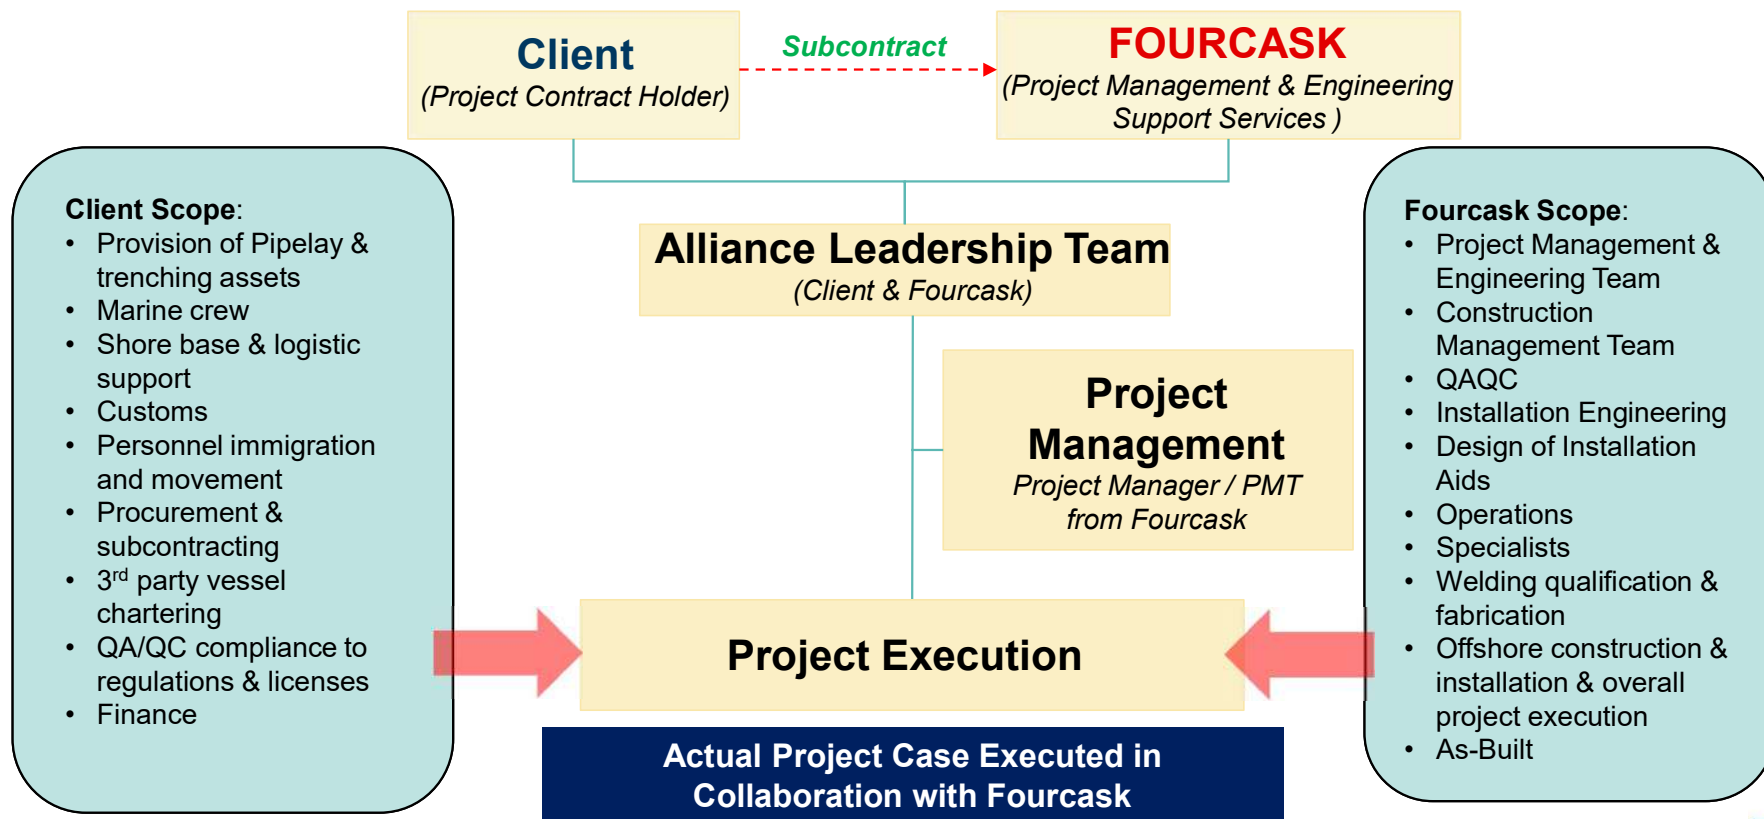 Client
(Project Contract Holder)
Subcontract
FOURCASK
(Project Management & Engineering
Support Services )
Client Scope:
• Provision of Pipelay &
trenching assets
• Marine crew
• Shore base & logistic
support
• Customs
• Personnel immigration
and movement
• Procurement &
subcontracting
• 3rd party vessel
chartering
• QA/QC compliance to
regulations & licenses
• Finance
Alliance Leadership Team
(Client & Fourcask)
Project
Management
Project Manager / PMT
from Fourcask
Project Execution
Actual Project Case Executed in
Collaboration with Fourcask
Fourcask Scope:
• Project Management &
Engineering Team
• Construction
Management Team
• QAQC
• Installation Engineering
• Design of Installation
Aids
• Operations
• Specialists
• Welding qualification &
fabrication
• Offshore construction &
installation & overall
project execution
• As-Built